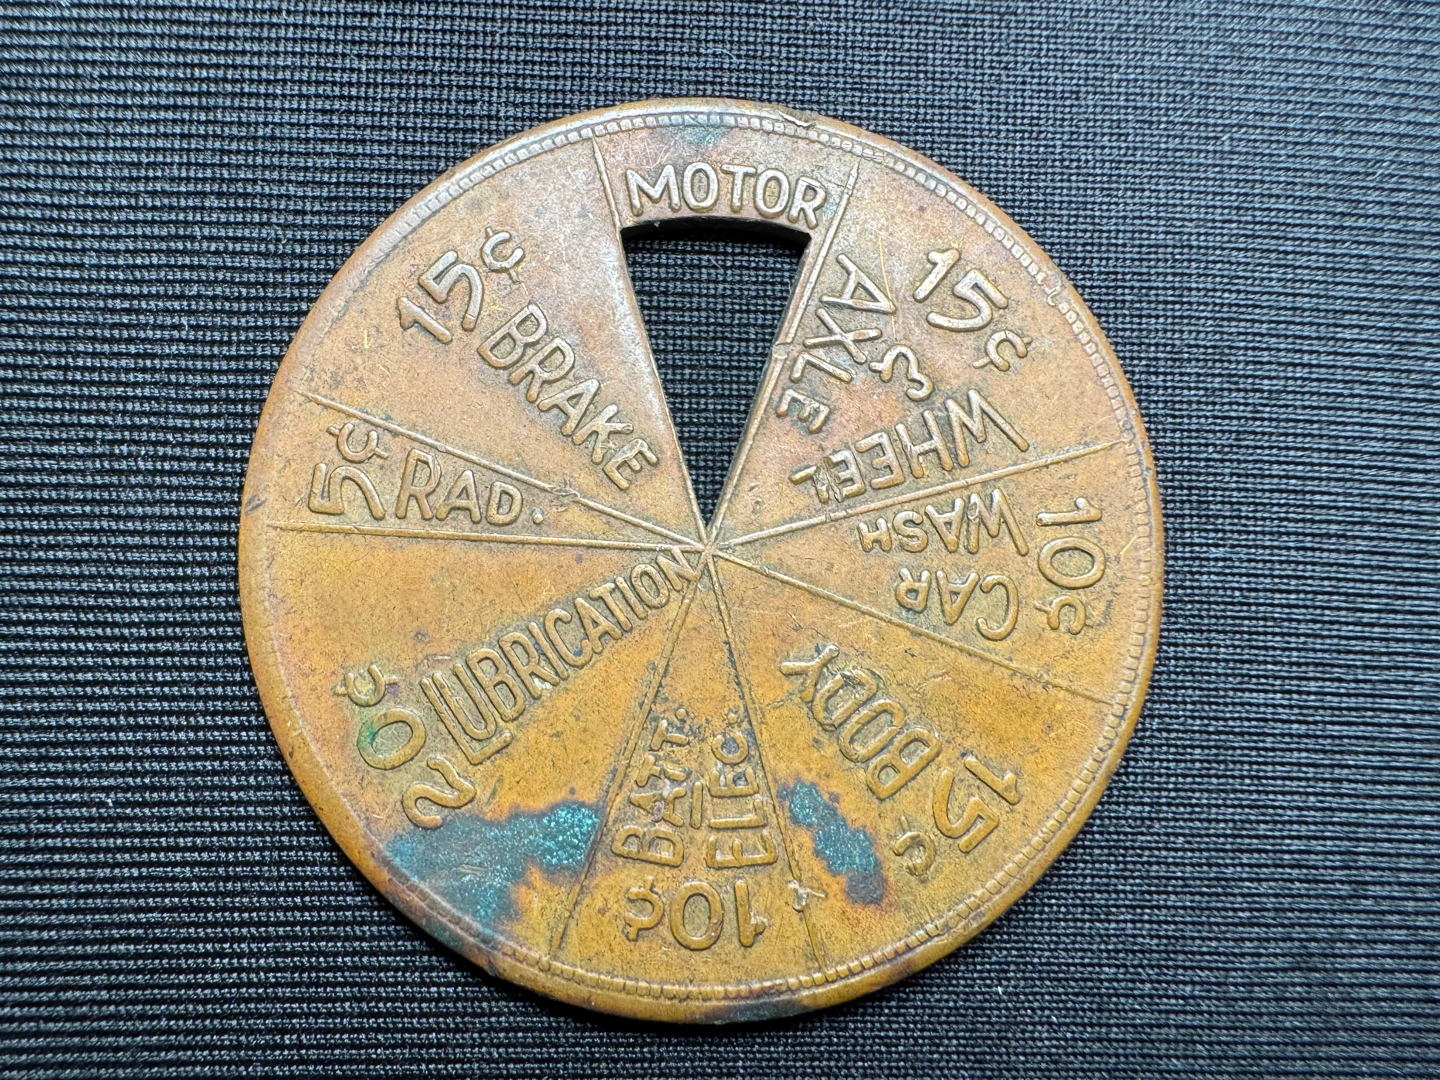 MOTOR
15¢
AXLE
&
WHEEL
10¢
CAR
WASH
15¢
BODY
10¢
BATT.
ELEC.
20¢
LUBRICATION
5¢ RAD.
15¢
BRAKE